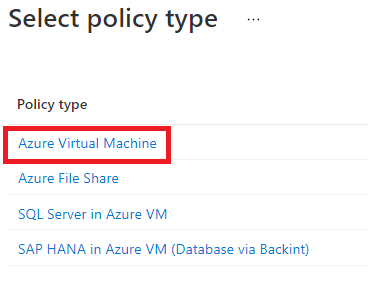 Select policy type ...
Policy type
Azure Virtual Machine
Azure File Share
SQL Server in Azure VM
SAP HANA in Azure VM (Database via Backint)